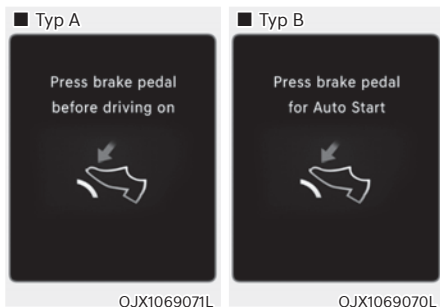 ■ Typ A
Press brake pedal
before driving on
OJX1069071L
■ Typ B
Press brake pedal
for Auto Start
OJX1069070L